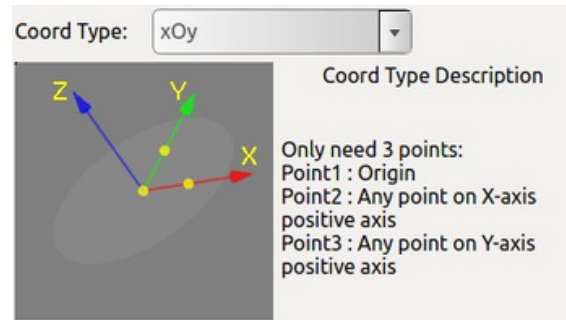 Coord Type: xOy
Coord Type Description
Z
Y
X
Only need 3 points:
Point1 : Origin
Point2 : Any point on X-axis
positive axis
Point3 : Any point on Y-axis
positive axis